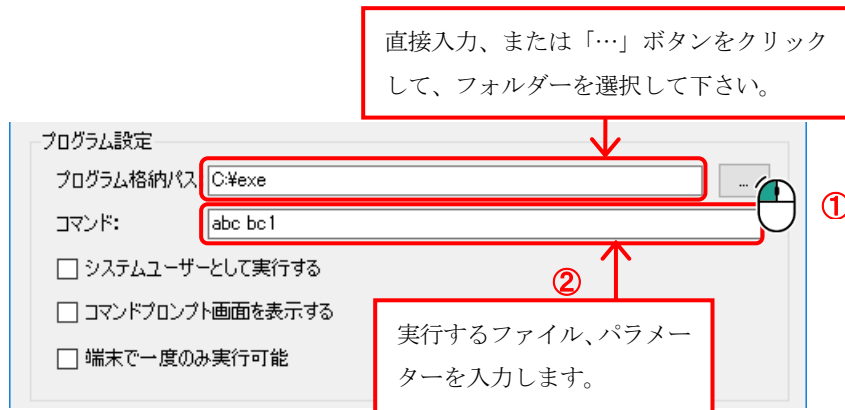 直接入力、または「…」ボタンをクリック
して、フォルダーを選択して下さい。
プログラム設定
プログラム格納パス
C:¥exe
...
①
コマンド:
abc bc1
システムユーザーとして実行する
②
コマンドプロンプト画面を表示する
端末で一度のみ実行可能
実行するファイル、パラメー
ターを入力します。